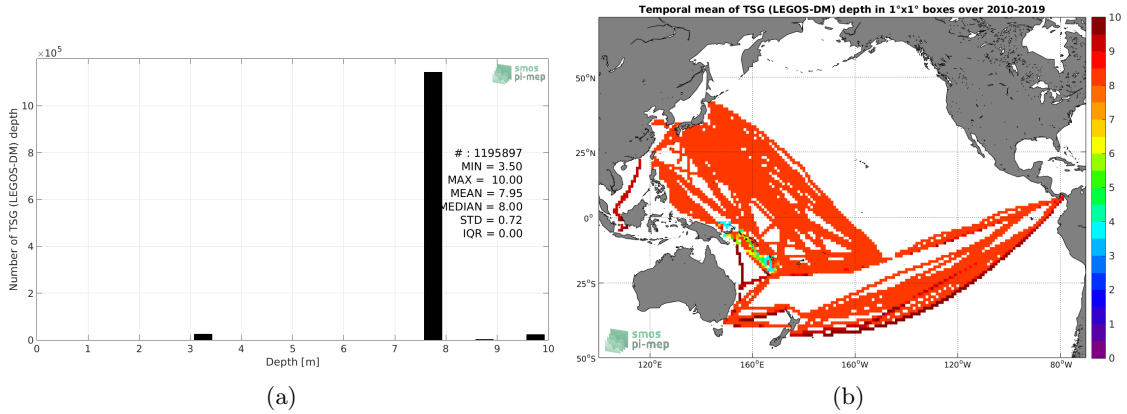 ×10⁵
smos
pi-mep
10
8
6
4
2
0
Number of TSG (LEGOS-DM) depth
# : 1195897
MIN = 3.50
MAX = 10.00
MEAN = 7.95
MEDIAN = 8.00
STD = 0.72
IQR = 0.00
0 1 2 3 4 5 6 7 8 9 10
Depth [m]
(a)
Temporal mean of TSG (LEGOS-DM) depth in 1°x1° boxes over 2010-2019
50°N
25°N
0°
25°S
50°S
smos
pi-mep
120°E 160°E 160°W 120°W 80°W
10
9
8
7
6
5
4
3
2
1
0
(b)